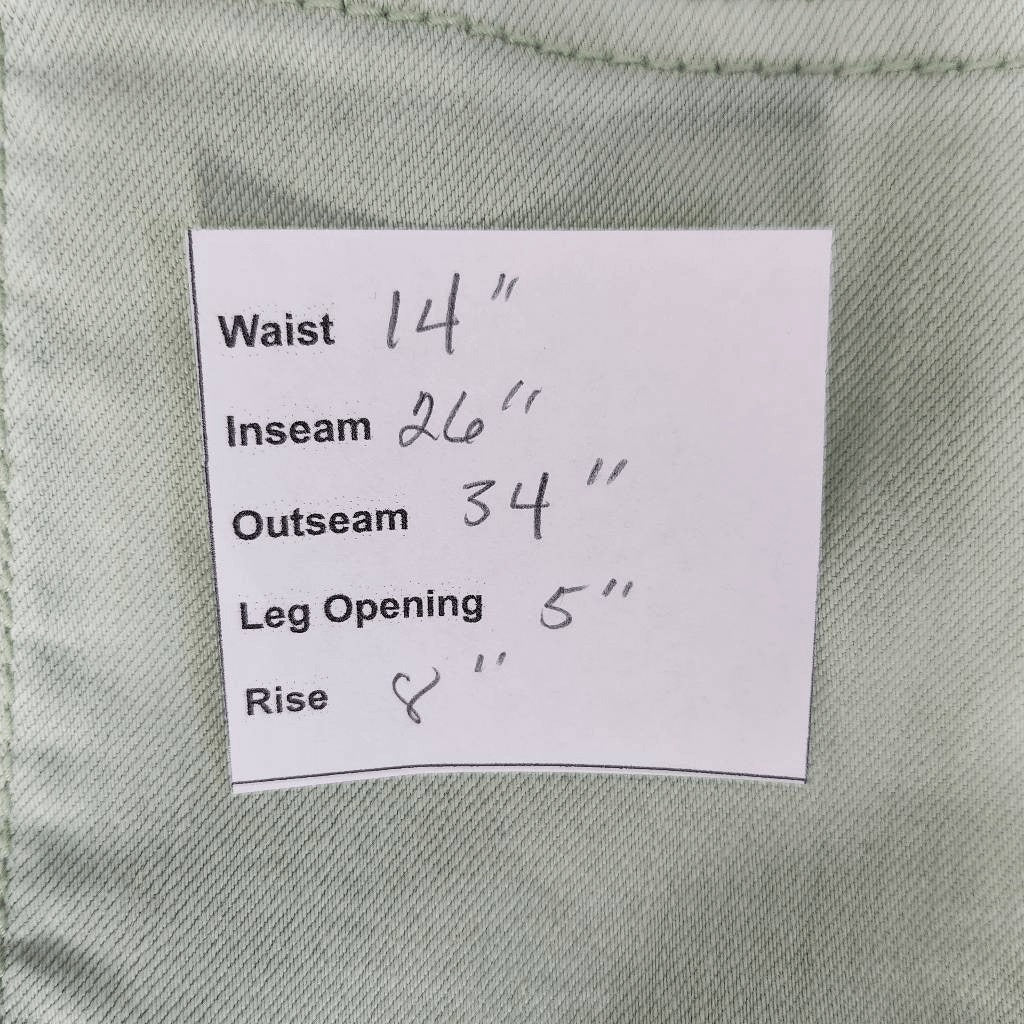 Waist 14"
Inseam 26"
Outseam 34"
Leg Opening 5"
Rise 8"